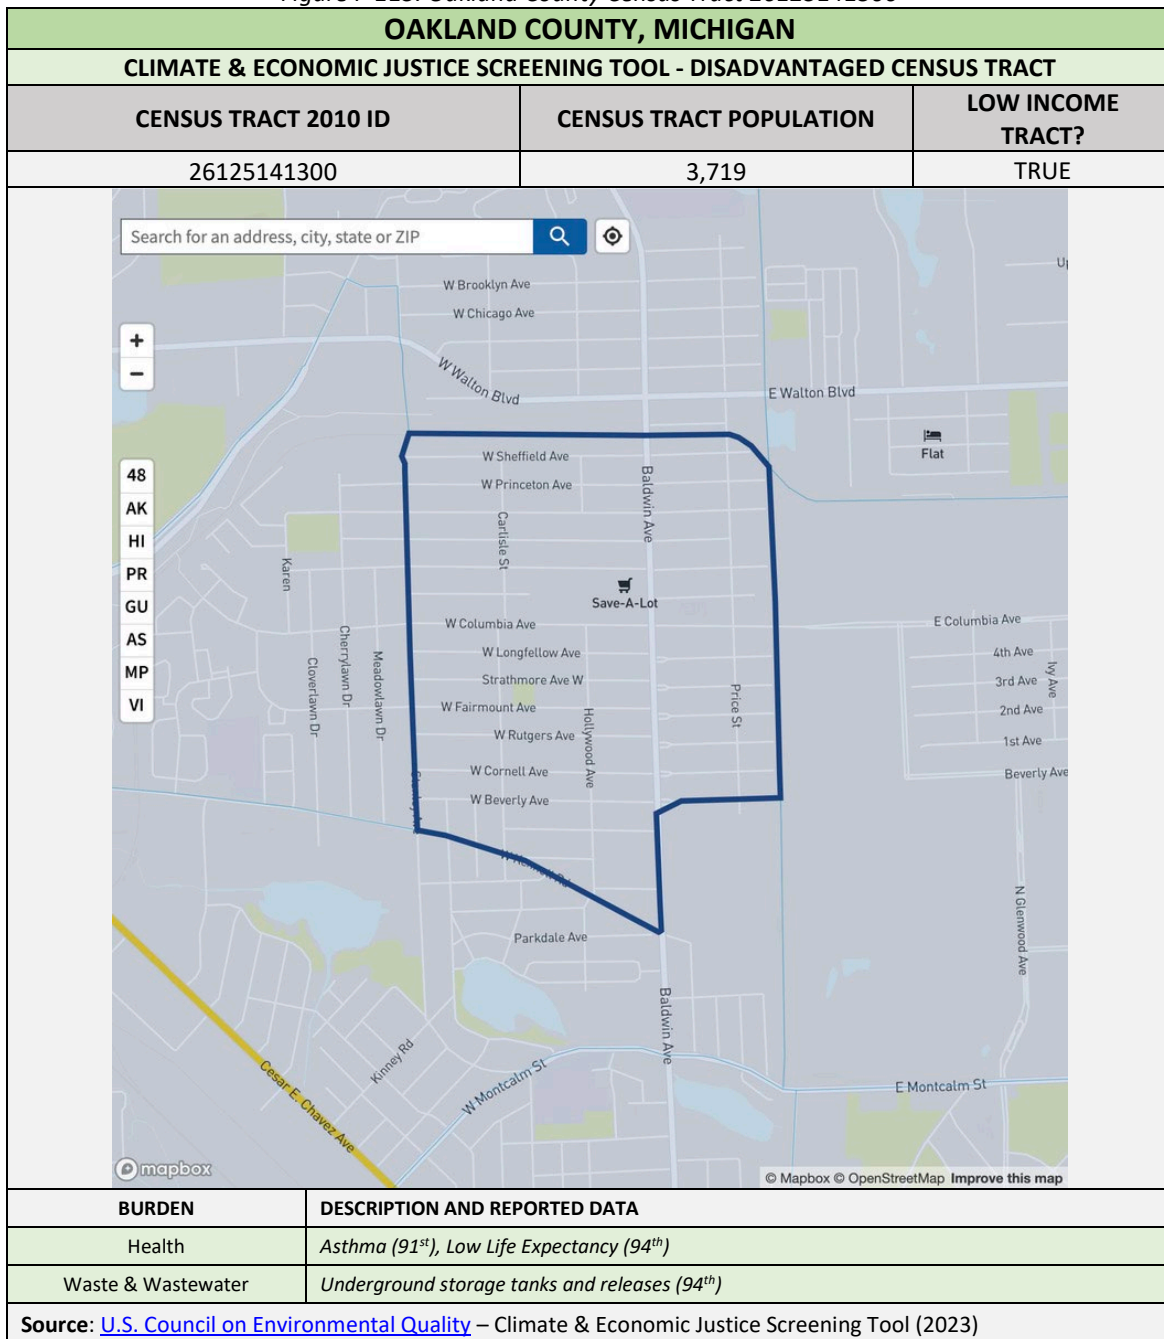 OAKLAND COUNTY, MICHIGAN
CLIMATE & ECONOMIC JUSTICE SCREENING TOOL - DISADVANTAGED CENSUS TRACT
CENSUS TRACT 2010 ID
CENSUS TRACT POPULATION
LOW INCOME
TRACT?
26125141300
3,719
TRUE
Search for an address, city, state or ZIP
W Brooklyn Ave
W Chicago Ave
+
−
W Walton Blvd
E Walton Blvd
Flat
W Sheffield Ave
W Princeton Ave
Baldwin Ave
Carlisle St
48
AK
HI
PR
GU
AS
MP
VI
Karen
Save-A-Lot
W Columbia Ave
E Columbia Ave
W Longfellow Ave
4th Ave
Strathmore Ave W
3rd Ave
Ivy Ave
W Fairmount Ave
2nd Ave
W Rutgers Ave
1st Ave
Cherrylawn Dr
Cloverlawn Dr
Meadowlawn Dr
Hollywood Ave
Price St
W Cornell Ave
Beverly Ave
W Beverly Ave
Stanley Ave
W Kennett Rd
N Glenwood Ave
Parkdale Ave
Baldwin Ave
Kinney Rd
Cesar E. Chavez Ave
W Montcalm St
E Montcalm St
mapbox
© Mapbox © OpenStreetMap Improve this map
BURDEN
DESCRIPTION AND REPORTED DATA
Health
Asthma (91st), Low Life Expectancy (94th)
Waste & Wastewater
Underground storage tanks and releases (94th)
Source: U.S. Council on Environmental Quality – Climate & Economic Justice Screening Tool (2023)